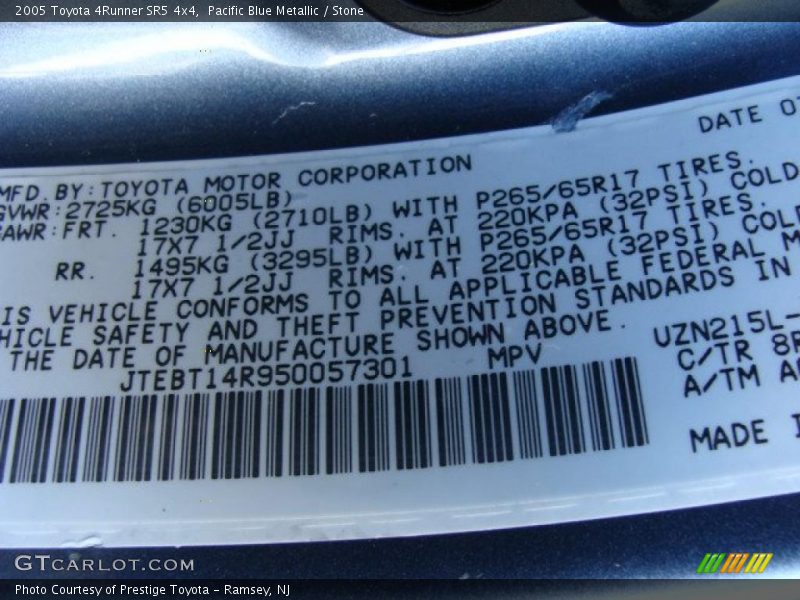 2005 Toyota 4Runner SR5 4x4, Pacific Blue Metallic / Stone
DATE
MFD BY:TOYOTA MOTOR CORPORATION
GVWR:2725KG (6005LB)
FRT. 1230KG (2710LB) WITH P265/65R17 TIRES.
17X7 1/2JJ RIMS. AT 220KPA (32PSI) COLD
RR. 1495KG (3295LB) WITH P265/65R17 TIRES.
17X7 1/2JJ RIMS. AT 220KPA (32PSI) COLD
IS VEHICLE CONFORMS TO ALL APPLICABLE FEDERAL M
HICLE SAFETY AND THEFT PREVENTION STANDARDS IN
THE DATE OF MANUFACTURE SHOWN ABOVE.
JTEBT14R950057301 MPV
UZN215L-
C/TR 8R
A/TM
MADE
GTCARLOT.COM
Photo Courtesy of Prestige Toyota - Ramsey, NJ